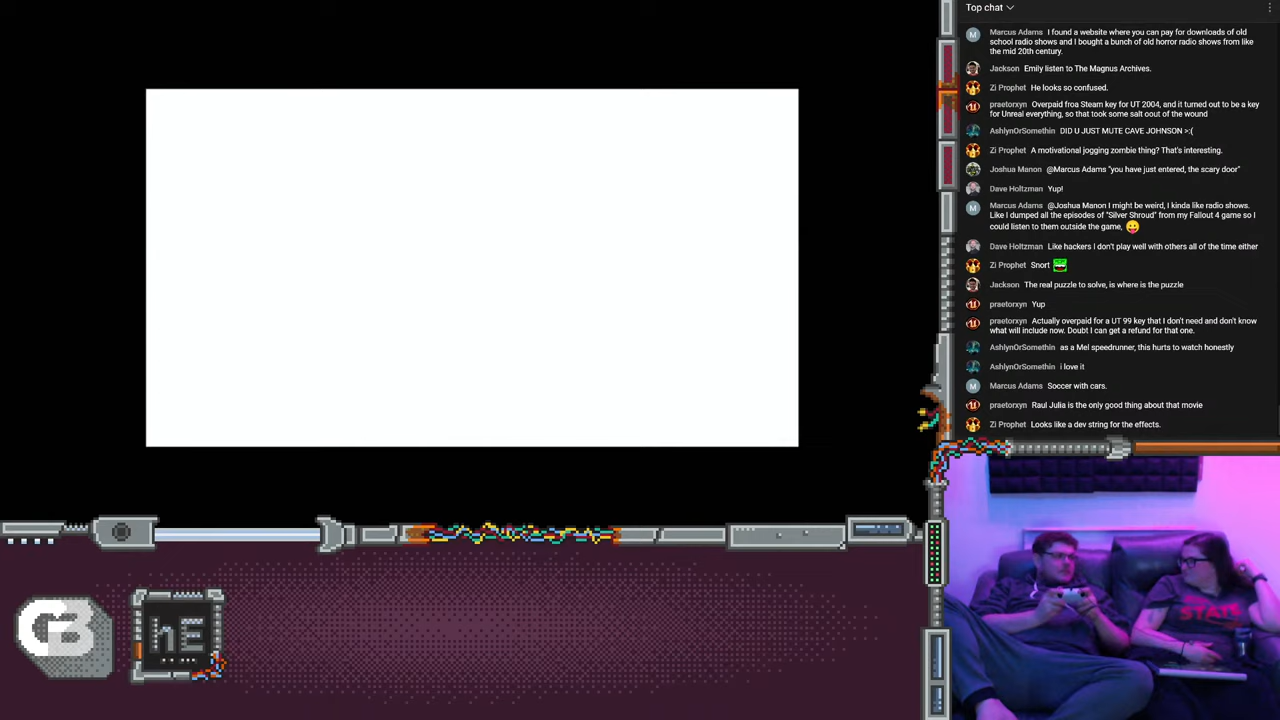 Top chat
Marcus Adams I found a website where you can pay for downloads of old
school radio shows and I bought a bunch of old horror radio shows from like
the mid 20th century.
Jackson Emily listen to The Magnus Archives.
Zi Prophet He looks so confused.
praetorxyn Overpaid froa Steam key for UT 2004, and it turned out to be a key
for Unreal everything, so that took some salt oout of the wound
AshlynOrSomethin DID U JUST MUTE CAVE JOHNSON >:(
Zi Prophet A motivational jogging zombie thing? That's interesting.
Joshua Manon @Marcus Adams "you have just entered, the scary door"
Dave Holtzman Yup!
Marcus Adams @Joshua Manon I might be weird, I kinda like radio shows.
Like I dumped all the episodes of "Silver Shroud" from my Fallout 4 game so I
could listen to them outside the game,
Dave Holtzman Like hackers I don't play well with others all of the time either
Zi Prophet Snort
Jackson The real puzzle to solve, is where is the puzzle
praetorxyn Yup
praetorxyn Actually overpaid for a UT 99 key that I don't need and don't know
what will include now. Doubt I can get a refund for that one.
AshlynOrSomethin as a Mel speedrunner, this hurts to watch honestly
AshlynOrSomethin i love it
Marcus Adams Soccer with cars.
praetorxyn Raul Julia is the only good thing about that movie
Zi Prophet Looks like a dev string for the effects.
M
M
M
GB
hE